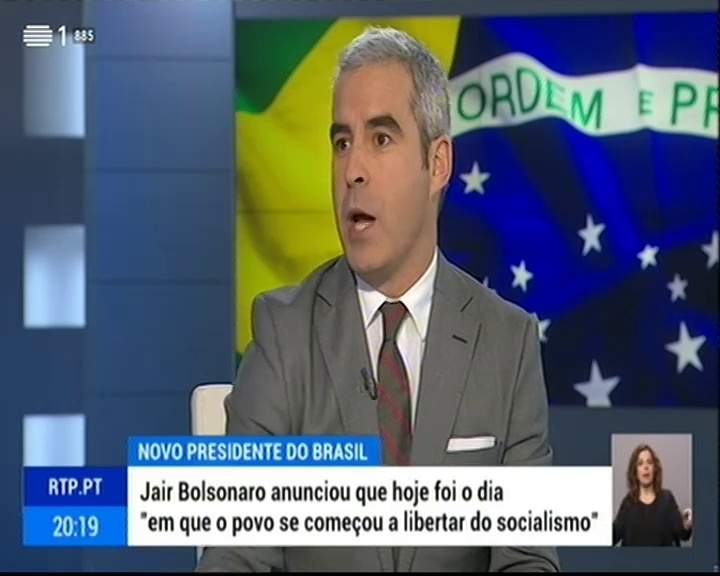 1 885
ORDEM E PR
NOVO PRESIDENTE DO BRASIL
RTP.PT
Jair Bolsonaro anunciou que hoje foi o dia
20:19
"em que o povo se começou a libertar do socialismo"